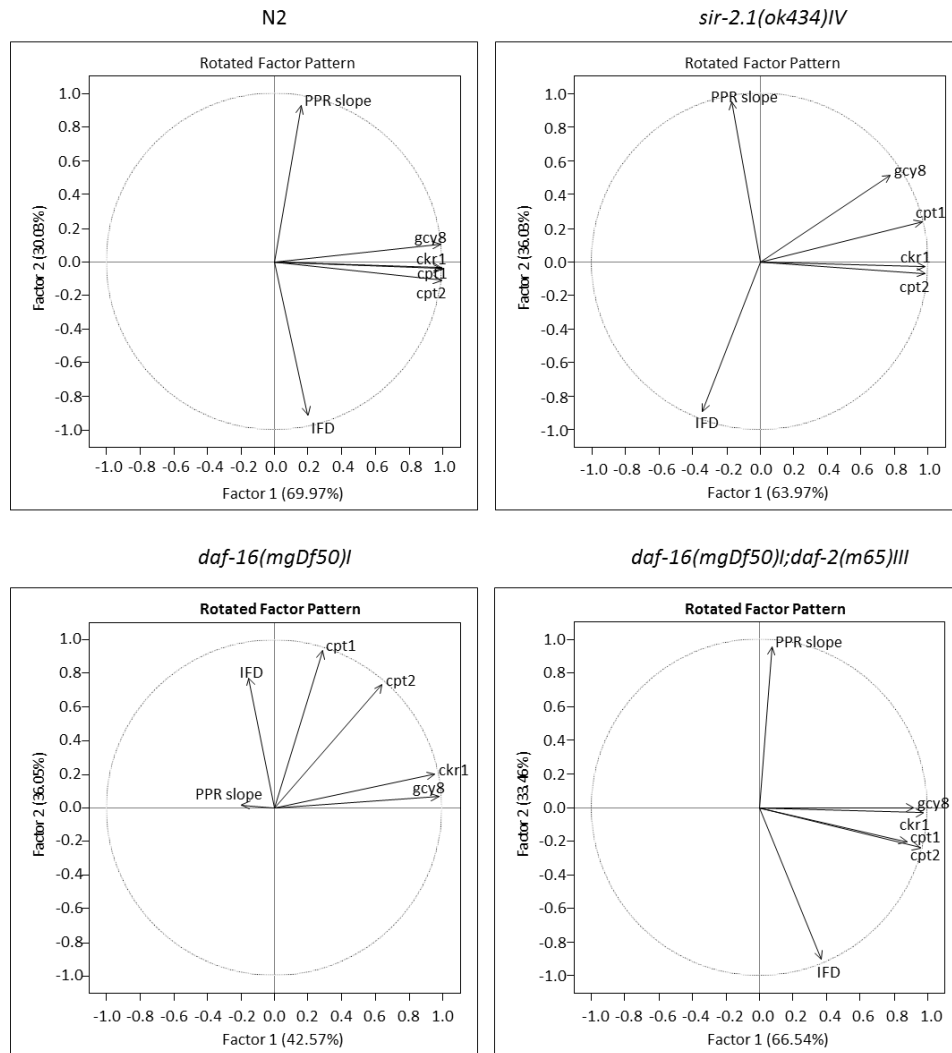 N2
Rotated Factor Pattern
1.0
0.8
0.6
0.4
0.2
0.0
-0.2
-0.4
-0.6
-0.8
-1.0
Factor 2 (30.03%)
PPR slope
gcy8
ckr1
cpt1
cpt2
IFD
-1.0 -0.8 -0.6 -0.4 -0.2 0.0 0.2 0.4 0.6 0.8 1.0
Factor 1 (69.97%)
sir-2.1(ok434)IV
Rotated Factor Pattern
1.0
0.8
0.6
0.4
0.2
0.0
-0.2
-0.4
-0.6
-0.8
-1.0
Factor 2 (36.03%)
PPR slope
gcy8
cpt1
ckr1
cpt2
IFD
-1.0 -0.8 -0.6 -0.4 -0.2 0.0 0.2 0.4 0.6 0.8 1.0
Factor 1 (63.97%)
daf-16(mgDf50)I
Rotated Factor Pattern
1.0
0.8
0.6
0.4
0.2
0.0
-0.2
-0.4
-0.6
-0.8
-1.0
Factor 2 (36.05%)
cpt1
IFD
cpt2
ckr1
gcy8
PPR slope
-1.0 -0.8 -0.6 -0.4 -0.2 0.0 0.2 0.4 0.6 0.8 1.0
Factor 1 (42.57%)
daf-16(mgDf50)I;daf-2(m65)III
Rotated Factor Pattern
1.0
0.8
0.6
0.4
0.2
0.0
-0.2
-0.4
-0.6
-0.8
-1.0
Factor 2 (33.46%)
PPR slope
gcy8
ckr1
cpt1
cpt2
IFD
-1.0 -0.8 -0.6 -0.4 -0.2 0.0 0.2 0.4 0.6 0.8 1.0
Factor 1 (66.54%)